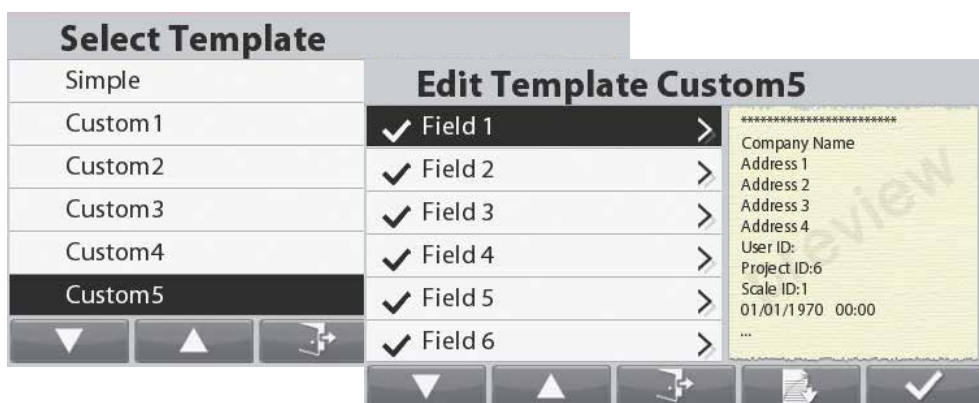 Select Template
Simple
Custom1
Custom2
Custom3
Custom4
Custom5
Edit Template Custom5
Field 1
Field 2
Field 3
Field 4
Field 5
Field 6
************************
Company Name
Address 1
Address 2
Address 3
Address 4
User ID:
Project ID:6
Scale ID:1
01/01/1970 00:00
...
Preview